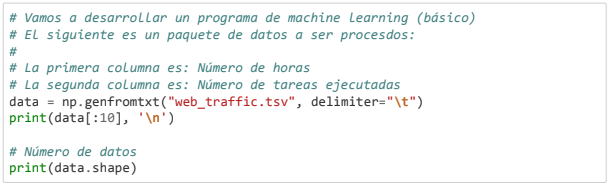 # Vamos a desarrollar un programa de machine learning (básico)
# El siguiente es un paquete de datos a ser procesdos:
#
# La primera columna es: Número de horas
# La segunda columna es: Número de tareas ejecutadas
data = np.genfromtxt("web_traffic.tsv", delimiter="\t")
print(data[:10], '\n')
# Número de datos
print(data.shape)